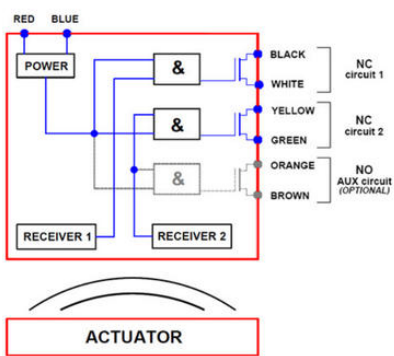 RED BLUE
POWER
&
BLACK
WHITE
NC
circuit 1
&
YELLOW
GREEN
NC
circuit 2
&
ORANGE
BROWN
NO
AUX circuit
(OPTIONAL)
RECEIVER 1
RECEIVER 2
ACTUATOR